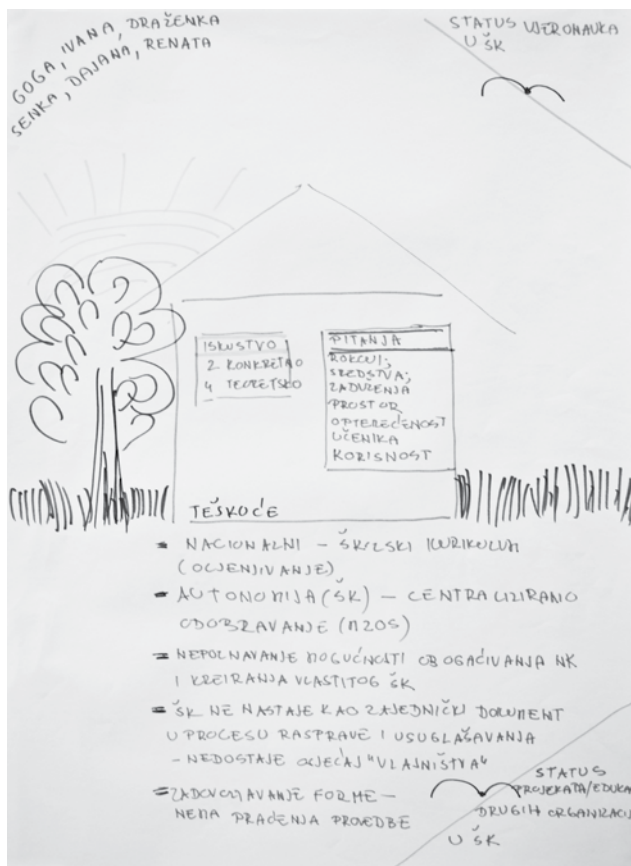 GOGA, IVANA, DRAŽENKA
SENKA, DAJANA, RENATA
STATUS VJERONAUKA
U ŠK
ISKUSTVO
2 KONKRETNO
4 TEORETSKO
PITANJA
ROKOVI;
SREDSTVA;
ZADUŽENJA
PROSTOR
OPTEREĆENOST
UČENIKA
KORISNOST
TEŠKOĆE
- NACIONALNI – ŠKOLSKI KURIKULUM
(OCJENJIVANJE)
- AUTONOMIJA (ŠK) – CENTRALIZIRANO
ODOBRAVANJE (MZOS)
- NEPOZNAVANJE MOGUĆNOSTI OBOGAĆIVANJA NK
I KREIRANJA VLASTITOG ŠK
- ŠK NE NASTAJE KAO ZAJEDNIČKI DOKUMENT
U PROCESU RASPRAVE I USUGLAŠAVANJA
- NEDOSTAJE OSJEĆAJ "VLASNIŠTVA"
- ZADOVOLJAVANJE FORME –
NEMA PRAĆENJA PROVEDBE
STATUS
PROJEKATA/EDUKA
DRUGIH ORGANIZACIJ
U ŠK